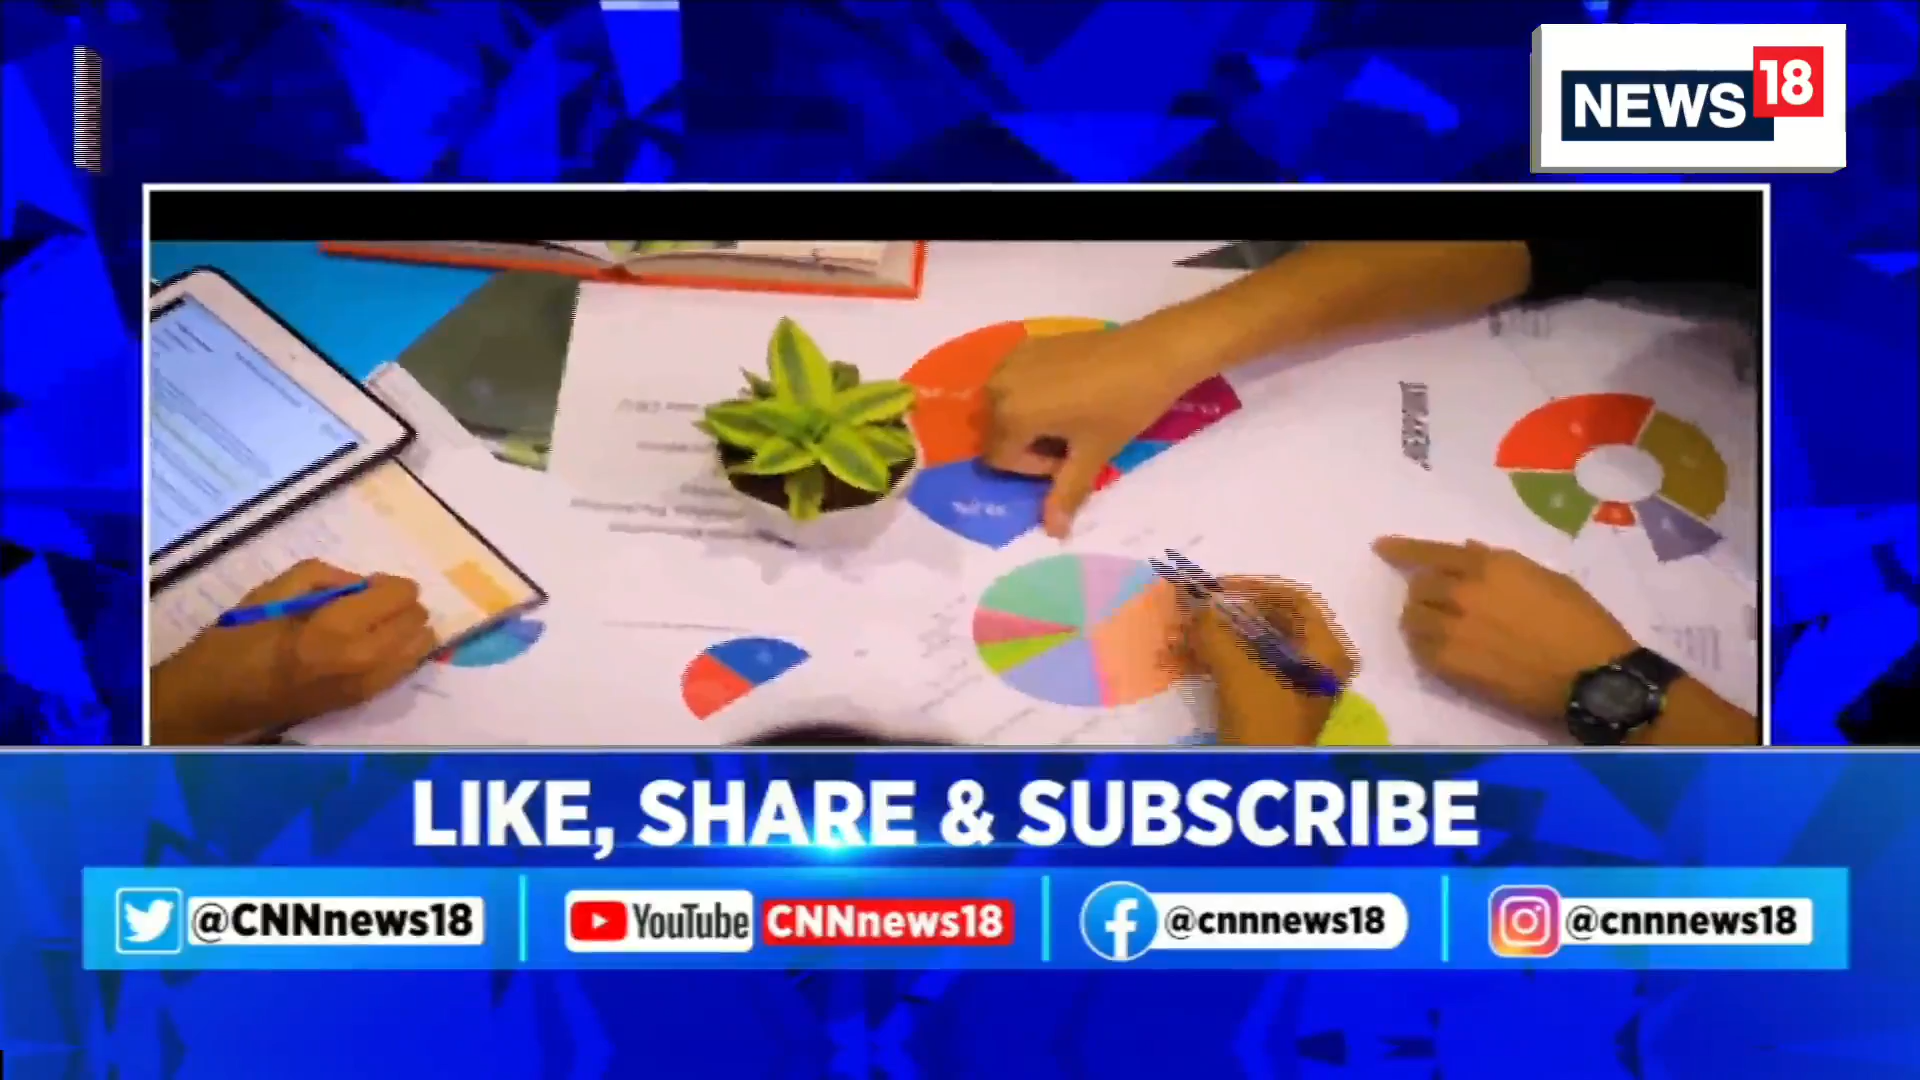 NEWS18
LIKE, SHARE & SUBSCRIBE
@CNNnews18
YouTube CNNnews18
@cnnnews18
@cnnnews18